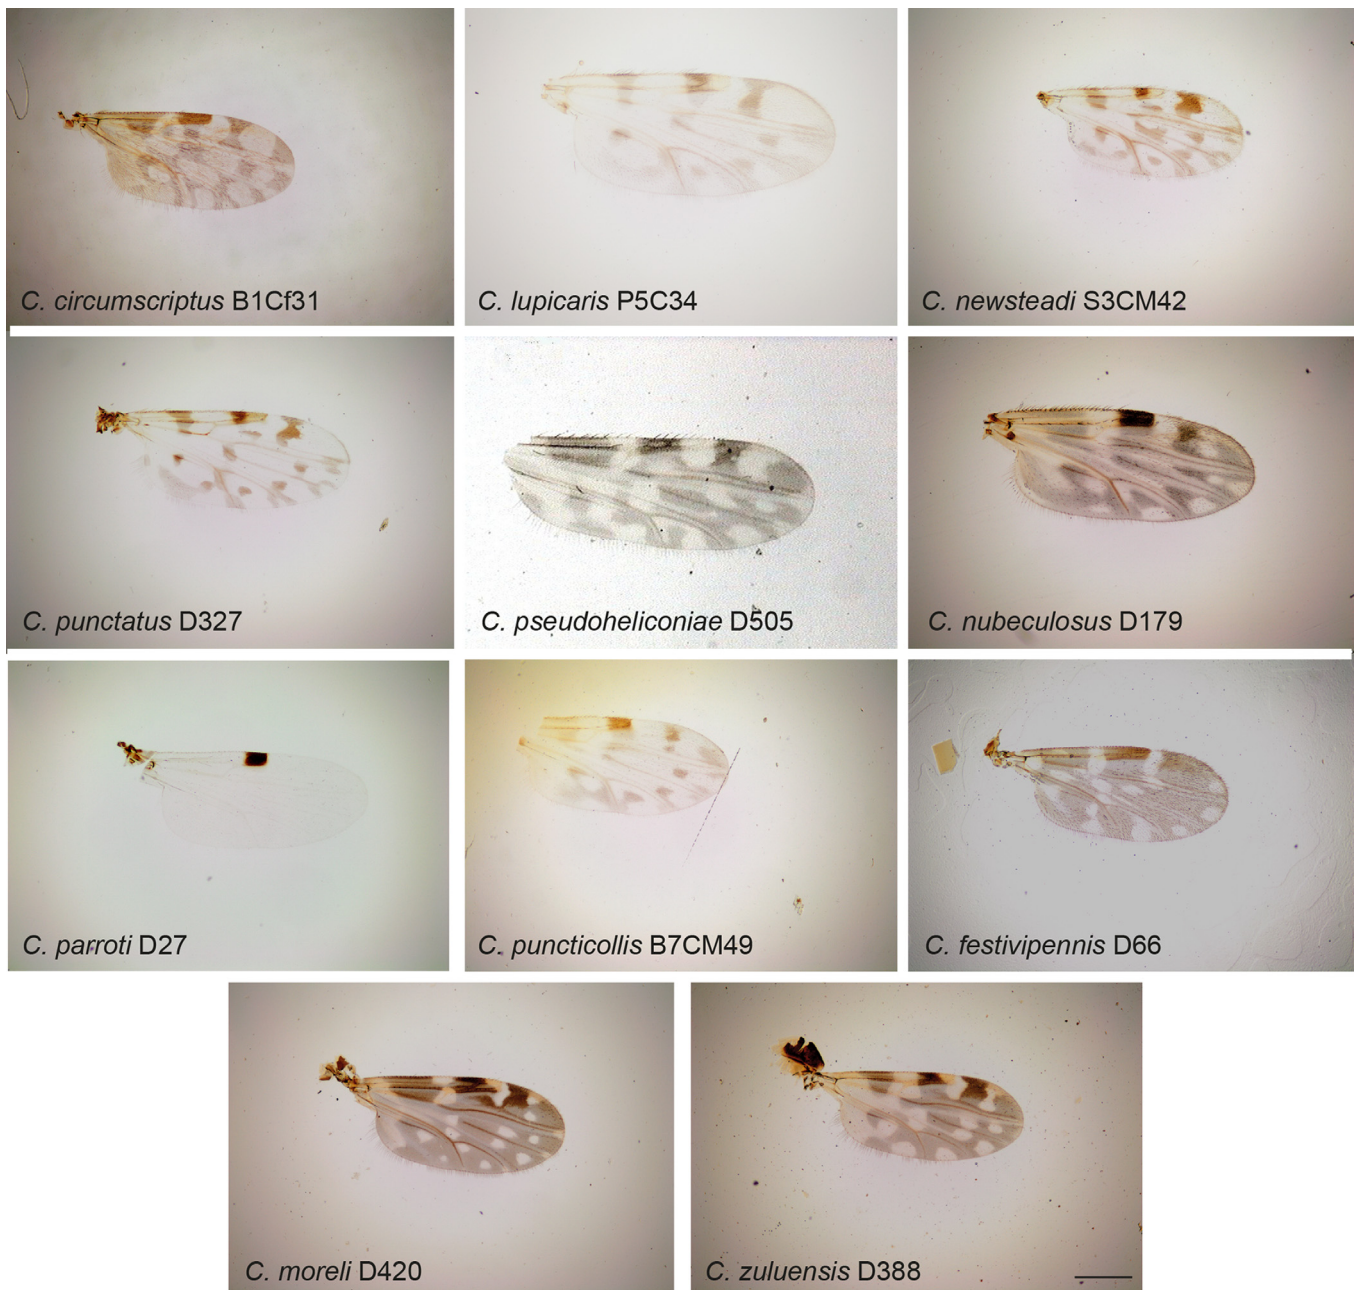 C. circumscriptus B1Cf31
C. lupicaris P5C34
C. newsteadi S3CM42
C. punctatus D327
C. pseudoheliconiae D505
C. nubeculosus D179
C. parroti D27
C. puncticollis B7CM49
C. festivipennis D66
C. moreli D420
C. zuluensis D388